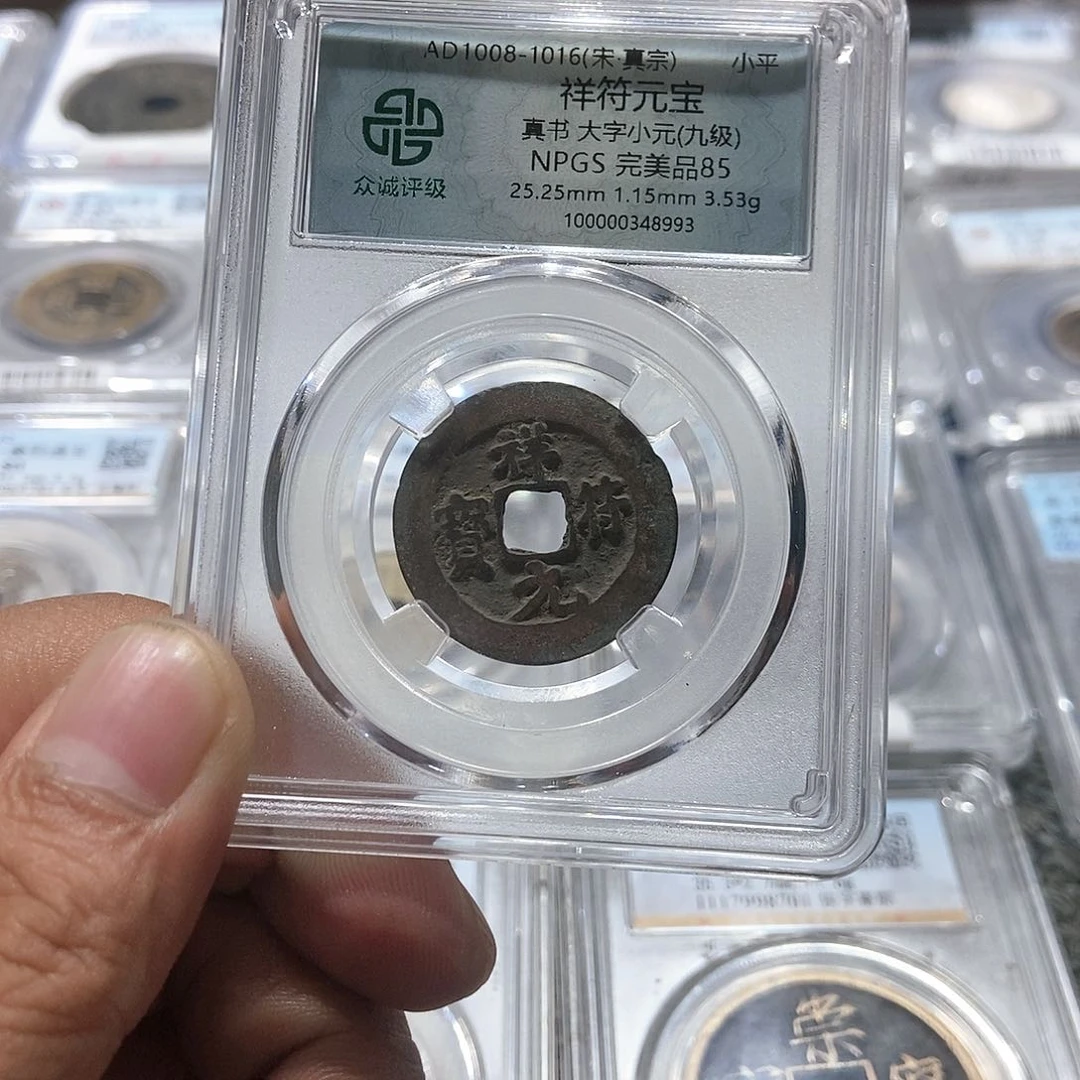 AD1008-1016(宋·真宗) 小平
祥符元宝
真书 大字小元(九级)
NPGS 完美品85
25.25mm 1.15mm 3.53g
100000348993
众诚评级
祥符元寶
崇